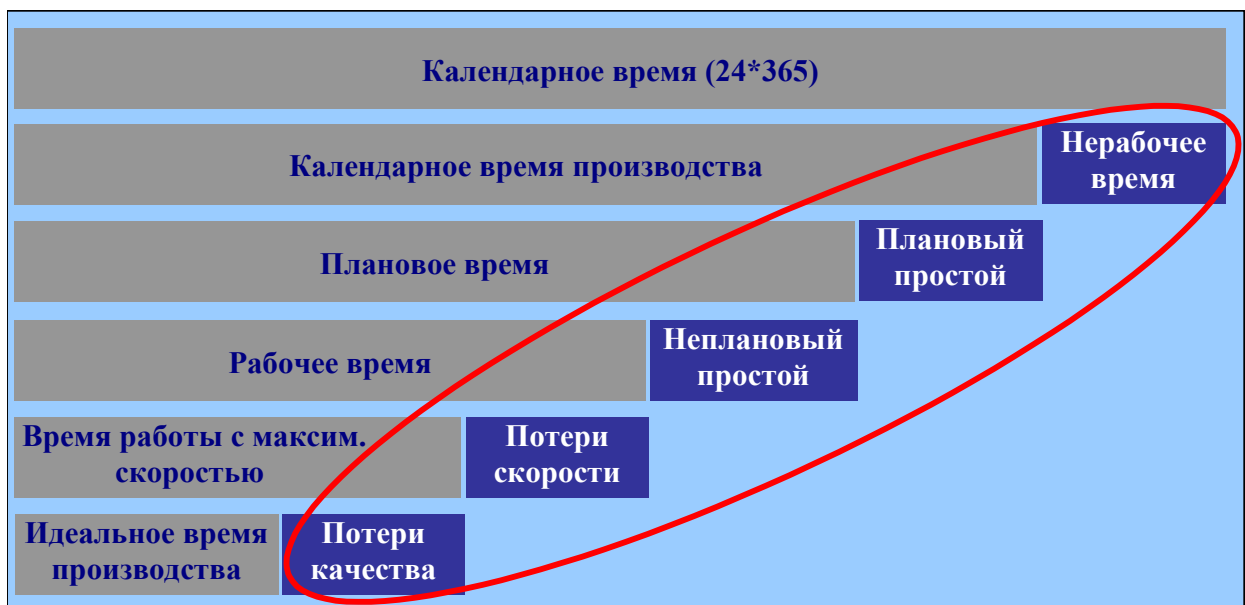 Календарное время (24*365)
Календарное время производства
Нерабочее
время
Плановое время
Плановый
простой
Рабочее время
Неплановый
простой
Время работы с максим.
скоростью
Потери
скорости
Идеальное время
производства
Потери
качества